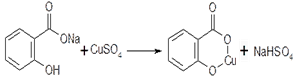 O
ONa
OH
+ CuSO4
O
O
Cu
O
+ NaHSO4